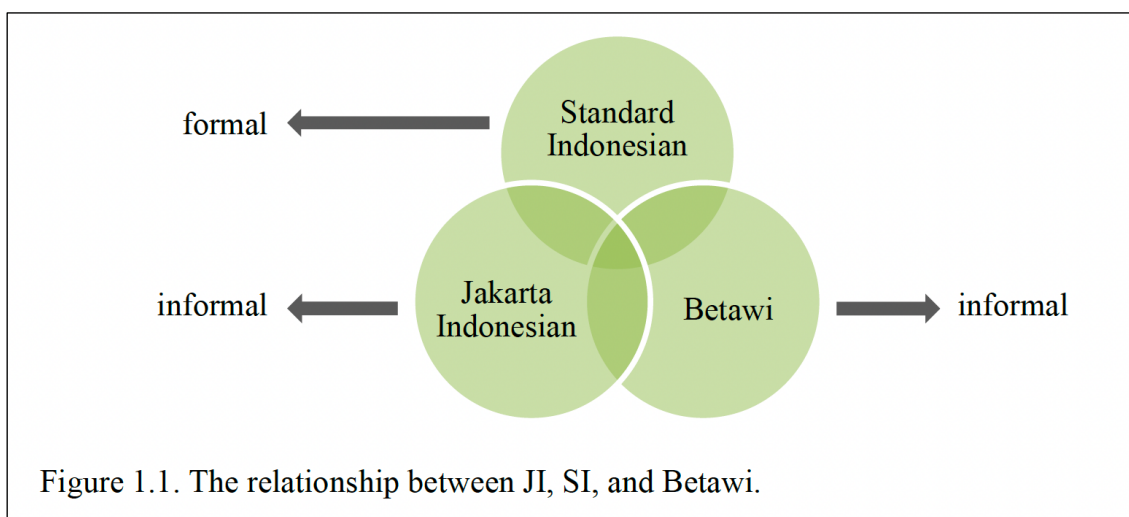 formal
Standard
Indonesian
informal
Jakarta
Indonesian
Betawi
informal
Figure 1.1. The relationship between JI, SI, and Betawi.